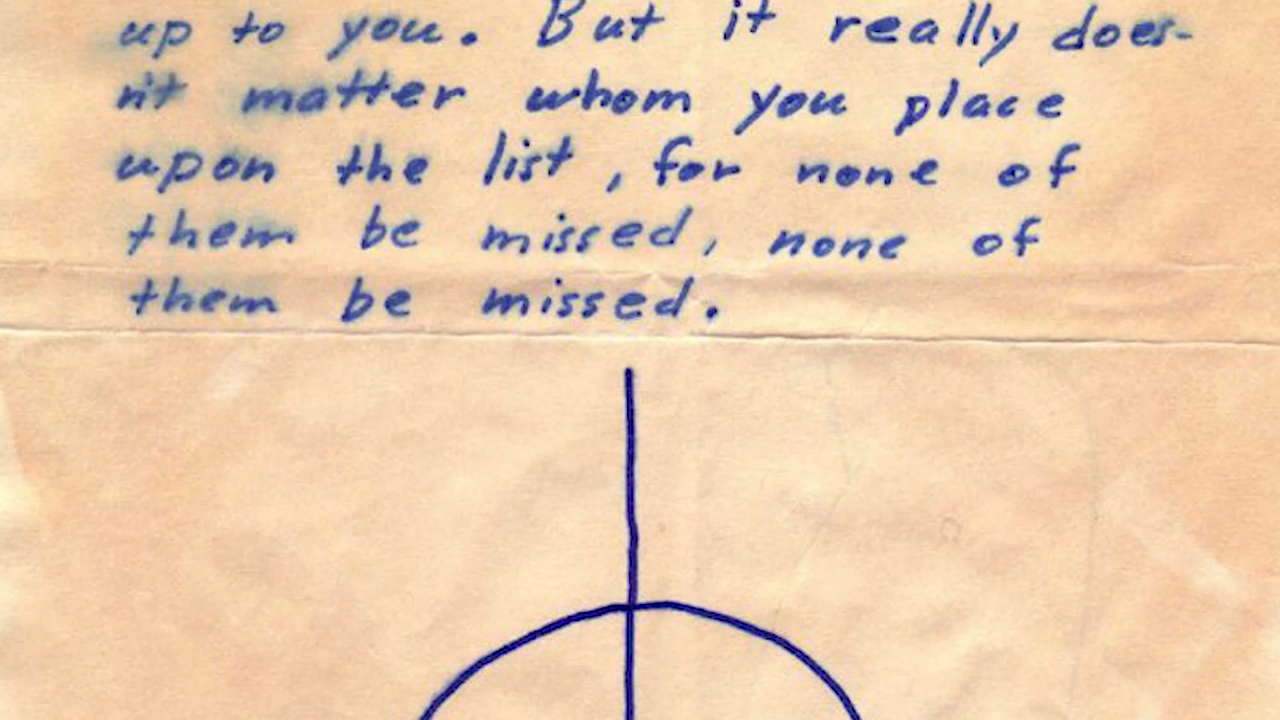 up to you. But it really does-
n't matter whom you place
upon the list, for none of
them be missed, none of
them be missed.